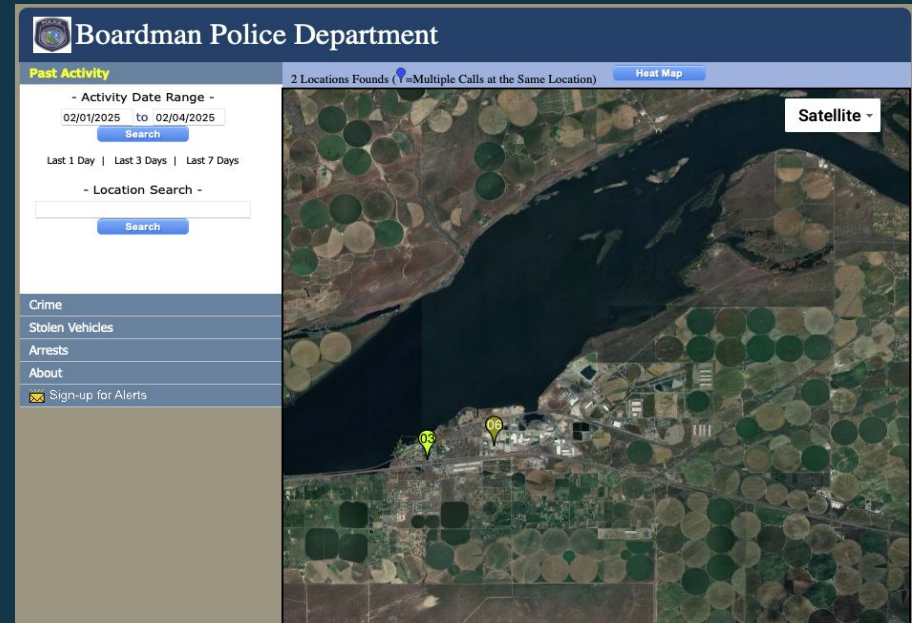 Boardman Police Department
Past Activity
- Activity Date Range -
02/01/2025 to 02/04/2025
Search
Last 1 Day | Last 3 Days | Last 7 Days
- Location Search -
Search
Crime
Stolen Vehicles
Arrests
About
Sign-up for Alerts
2 Locations Founds ( =Multiple Calls at the Same Location)
Heat Map
Satellite
03
06